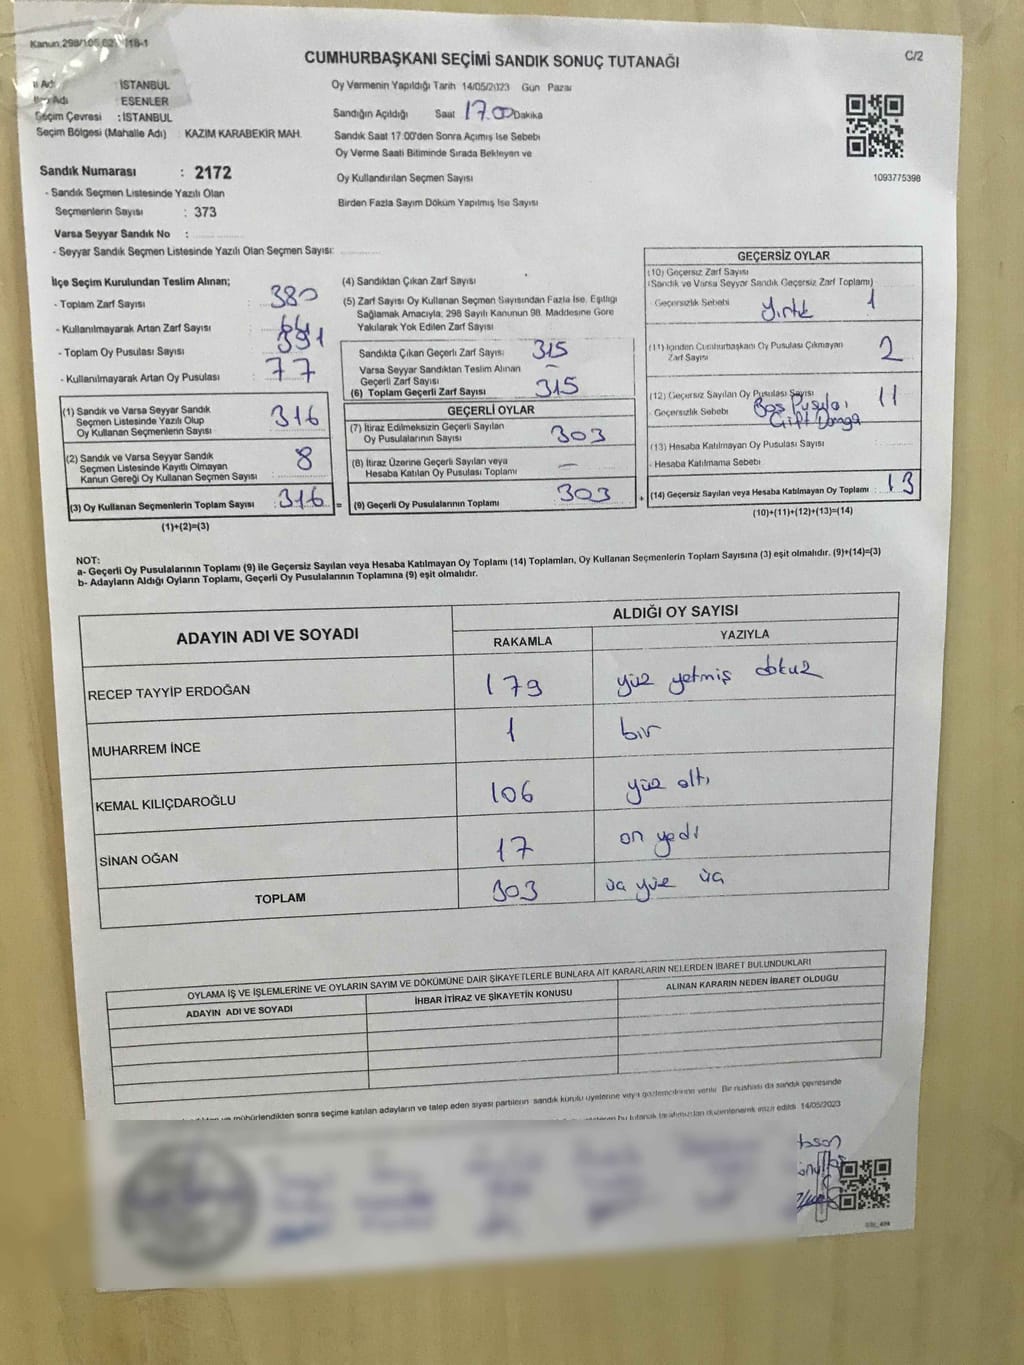 Kanun 298/105,
C/2
CUMHURBAŞKANI SEÇİMİ SANDIK SONUÇ TUTANAĞI
Adı : İSTANBUL
Adı : ESENLER
Seçim Çevresi : İSTANBUL
Seçim Bölgesi (Mahalle Adı) : KAZIM KARABEKİR MAH.
Sandık Numarası : 2172
- Sandık Seçmen Listesinde Yazılı Olan
Seçmenlerin Sayısı : 373
Varsa Seyyar Sandık No :
- Seyyar Sandık Seçmen Listesinde Yazılı Olan Seçmen Sayısı:
Oy Vermenin Yapıldığı Tarih 14/05/2023 Gün Pazar
Sandığın Açıldığı Saat 17.00 Dakika
Sandık Saat 17:00'den Sonra Açımış İse Sebebi
Oy Verme Saati Bitiminde Sırada Bekleyen ve
Oy Kullandırılan Seçmen Sayısı
Birden Fazla Sayım Döküm Yapılmış İse Sayısı
1093775398
İlçe Seçim Kurulundan Teslim Alınan;
- Toplam Zarf Sayısı : 380
- Kullanılmayarak Artan Zarf Sayısı : 64
- Toplam Oy Pusulası Sayısı : 391
- Kullanılmayarak Artan Oy Pusulası : 77
(1) Sandık ve Varsa Seyyar Sandık
Seçmen Listesinde Yazılı Olup
Oy Kullanan Seçmenlerin Sayısı : 316
(2) Sandık ve Varsa Seyyar Sandık
Seçmen Listesinde Kayıtlı Olmayan
Kanun Gereği Oy Kullanan Seçmen Sayısı : 8
(3) Oy Kullanan Seçmenlerin Toplam Sayısı : 316
(1)+(2)=(3)
(4) Sandıktan Çıkan Zarf Sayısı
(5) Zarf Sayısı Oy Kullanan Seçmen Sayısından Fazla İse, Eşitliği
Sağlamak Amacıyla; 298 Sayılı Kanunun 98. Maddesine Göre
Yakılarak Yok Edilen Zarf Sayısı
Sandıkta Çıkan Geçerli Zarf Sayısı : 315
Varsa Seyyar Sandıktan Teslim Alınan
Geçerli Zarf Sayısı : –
(6) Toplam Geçerli Zarf Sayısı : 315
GEÇERLİ OYLAR
(7) İtiraz Edilmeksizin Geçerli Sayılan
Oy Pusulalarının Sayısı : 303
(8) İtiraz Üzerine Geçerli Sayılan veya
Hesaba Katılan Oy Pusulası Toplamı : –
(9) Geçerli Oy Pusulalarının Toplamı : 303
GEÇERSİZ OYLAR
(10) Geçersiz Zarf Sayısı
(Sandık ve Varsa Seyyar Sandık Geçersiz Zarf Toplamı) : 1
Geçersizlik Sebebi Yırtık
(11) İçinden Cumhurbaşkanı Oy Pusulası Çıkmayan
Zarf Sayısı 2
(12) Geçersiz Sayılan Oy Pusulası Sayısı : 11
- Geçersizlik Sebebi Boş Pusula,
Çift Damga
(13) Hesaba Katılmayan Oy Pusulası Sayısı
- Hesaba Katılmama Sebebi
(14) Geçersiz Sayılan veya Hesaba Katılmayan Oy Toplamı : 13
(10)+(11)+(12)+(13)=(14)
NOT:
a- Geçerli Oy Pusulalarının Toplamı (9) ile Geçersiz Sayılan veya Hesaba Katılmayan Oy Toplamı (14) Toplamları, Oy Kullanan Seçmenlerin Toplam Sayısına (3) eşit olmalıdır. (9)+(14)=(3)
b- Adayların Aldığı Oyların Toplamı, Geçerli Oy Pusulalarının Toplamına (9) eşit olmalıdır.
ADAYIN ADI VE SOYADI
ALDIĞI OY SAYISI
RAKAMLA YAZIYLA
RECEP TAYYİP ERDOĞAN 179 yüz yetmiş dokuz
MUHARREM İNCE 1 bir
KEMAL KILIÇDAROĞLU 106 yüz altı
SİNAN OĞAN 17 on yedi
TOPLAM 303 üç yüz üç
OYLAMA İŞ VE İŞLEMLERİNE VE OYLARIN SAYIM VE DÖKÜMÜNE DAİR ŞİKAYETLERLE BUNLARA AİT KARARLARIN NELERDEN İBARET BULUNDUKLARI
ADAYIN ADI VE SOYADI İHBAR İTİRAZ VE ŞİKAYETİN KONUSU ALINAN KARARIN NEDEN İBARET OLDUĞU
mühürlendikten sonra seçime katılan adayların ve talep eden siyasi partilerin sandık kurulu üyelerine veya gözlemcilerine verilir. Bir nüshası da sandık çevresinde
bu tutanak tarafımızdan düzenlenerek imza edildi. 14/05/2023